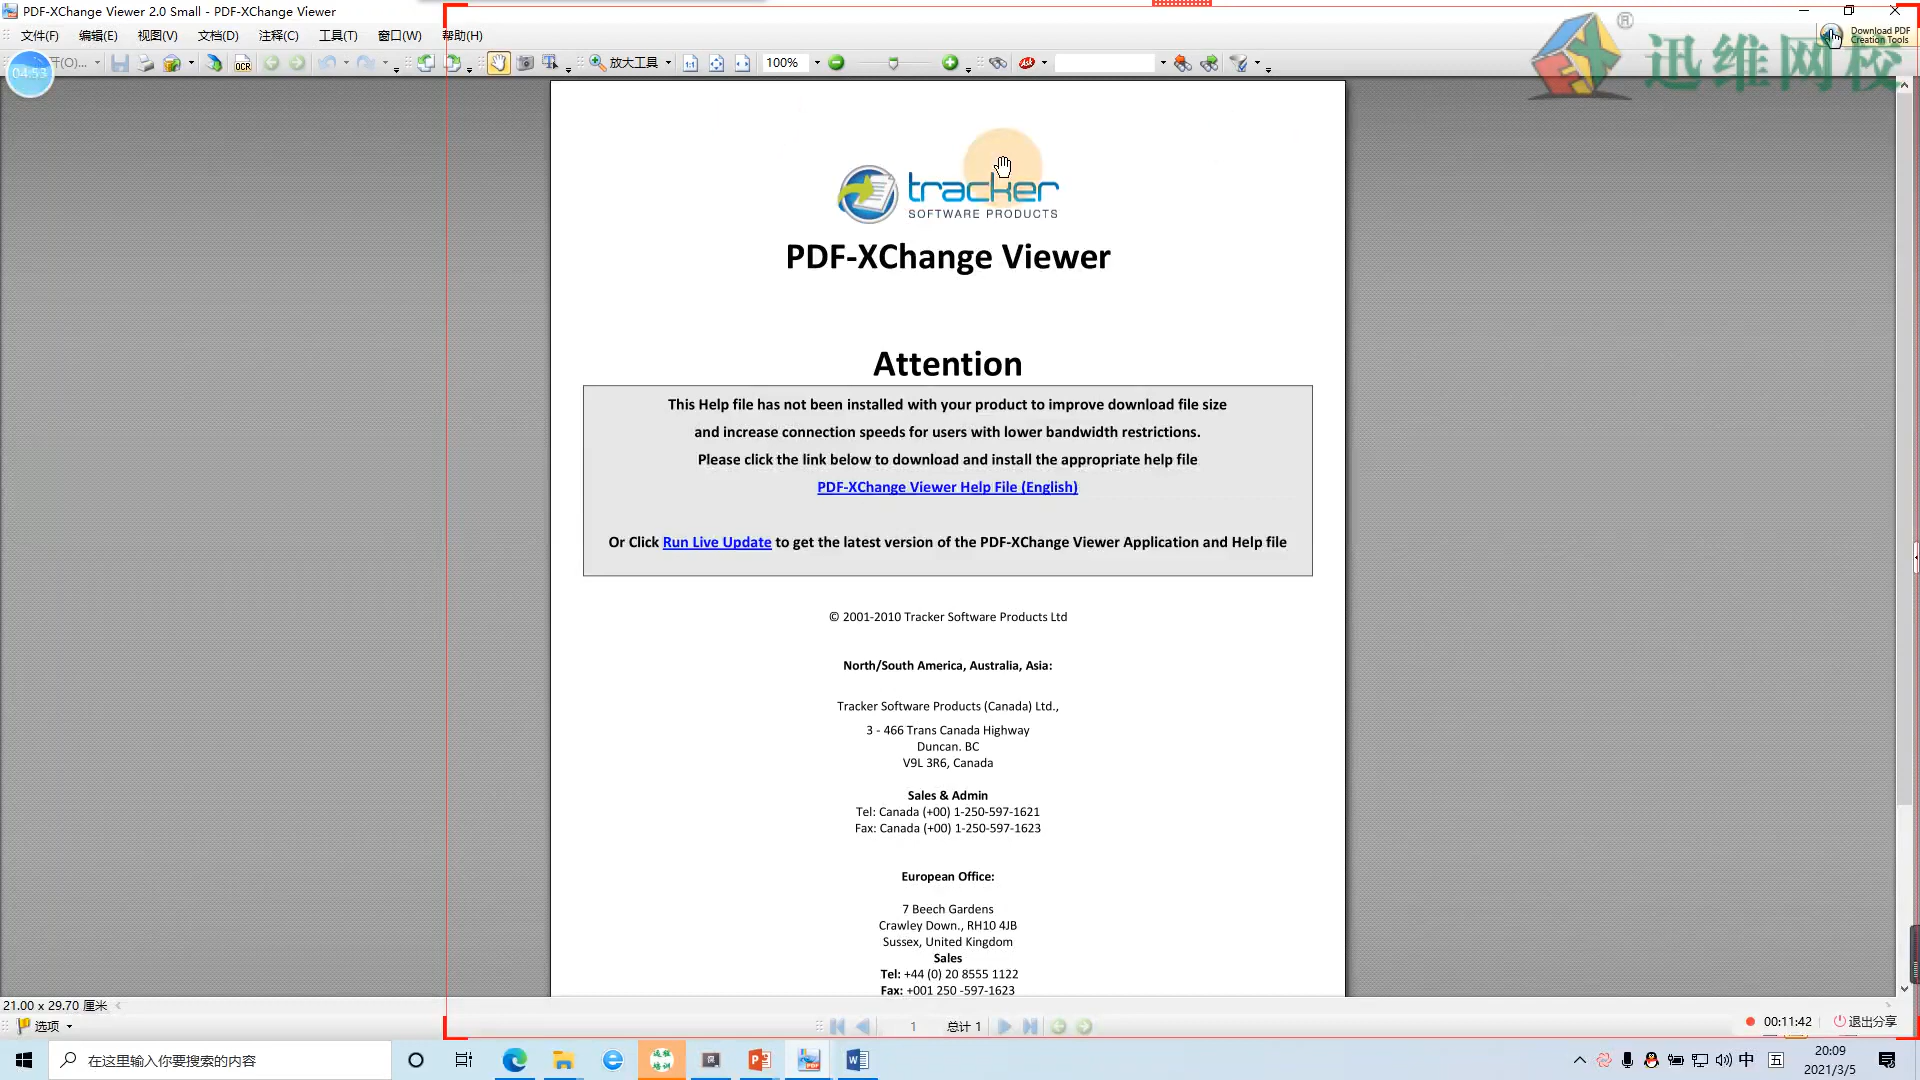 PDF-XChange Viewer 2.0 Small - PDF-XChange Viewer
文件(F) 编辑(E) 视图(V) 文档(D) 注释(C) 工具(T) 窗口(W) 帮助(H)
Download PDF
Creation Tools
迅维网校
®
04:53
(O)...
OCR
放大工具
1:1
100%
tracker
SOFTWARE PRODUCTS
PDF-XChange Viewer
Attention
This Help file has not been installed with your product to improve download file size
and increase connection speeds for users with lower bandwidth restrictions.
Please click the link below to download and install the appropriate help file
PDF-XChange Viewer Help File (English)
Or Click Run Live Update to get the latest version of the PDF-XChange Viewer Application and Help file
© 2001-2010 Tracker Software Products Ltd
North/South America, Australia, Asia:
Tracker Software Products (Canada) Ltd.,
3 - 466 Trans Canada Highway
Duncan. BC
V9L 3R6, Canada
Sales & Admin
Tel: Canada (+00) 1-250-597-1621
Fax: Canada (+00) 1-250-597-1623
European Office:
7 Beech Gardens
Crawley Down., RH10 4JB
Sussex, United Kingdom
Sales
Tel: +44 (0) 20 8555 1122
Fax: +001 250 -597-1623
21.00 x 29.70 厘米
选项
1 总计 1
00:11:42 退出分享
在这里输入你要搜索的内容
远程
培训
中 五
20:09
2021/3/5